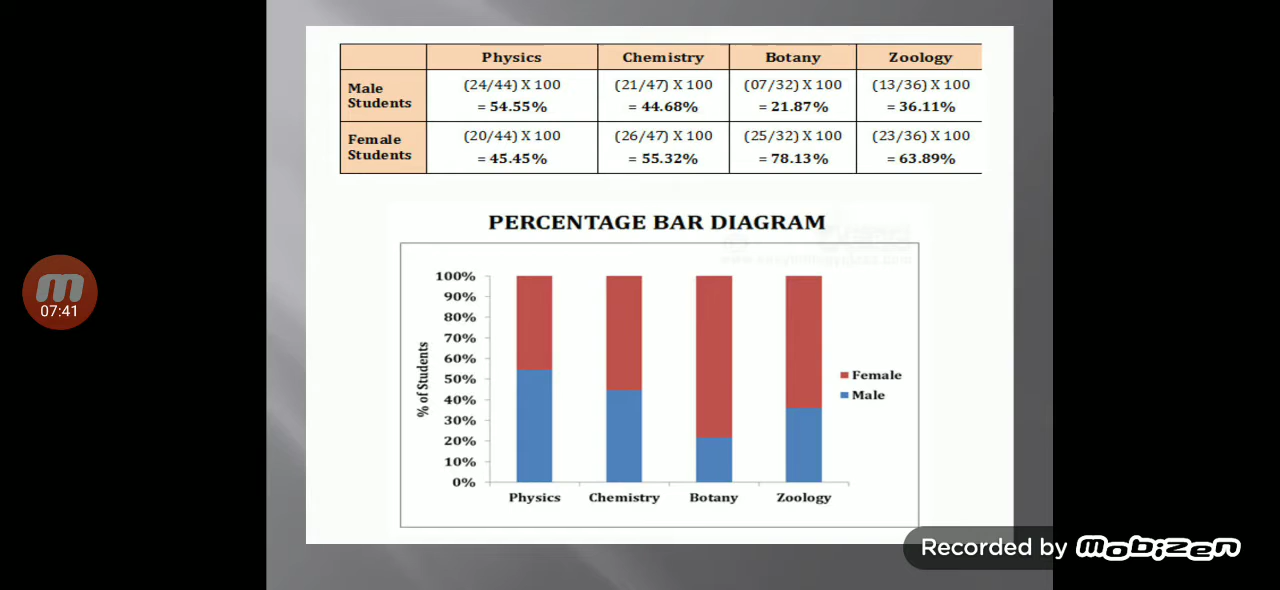 Physics Chemistry Botany Zoology
Male Students (24/44) X 100 = 54.55% (21/47) X 100 = 44.68% (07/32) X 100 = 21.87% (13/36) X 100 = 36.11%
Female Students (20/44) X 100 = 45.45% (26/47) X 100 = 55.32% (25/32) X 100 = 78.13% (23/36) X 100 = 63.89%
PERCENTAGE BAR DIAGRAM
100%
90%
80%
70%
60%
50%
40%
30%
20%
10%
0%
% of Students
Physics Chemistry Botany Zoology
Female
Male
07:41
Recorded by mobizen